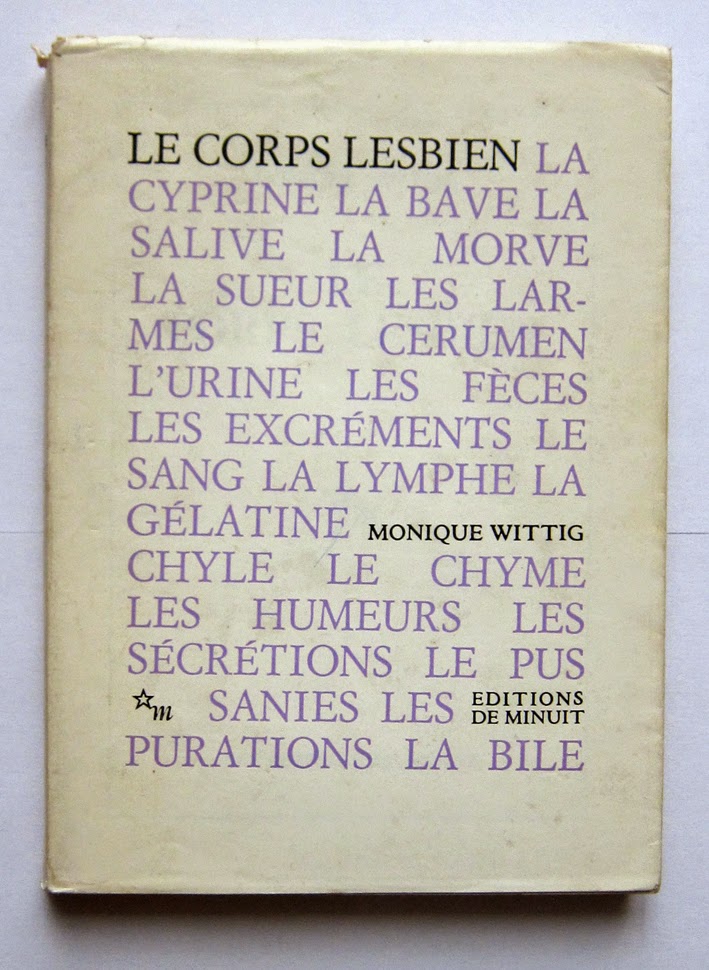 LE CORPS LESBIEN LA
CYPRINE LA BAVE LA
SALIVE LA MORVE
LA SUEUR LES LAR-
MES LE CERUMEN
L'URINE LES FÈCES
LES EXCRÉMENTS LE
SANG LA LYMPHE LA
GÉLATINE MONIQUE WITTIG
CHYLE LE CHYME
LES HUMEURS LES
SÉCRÉTIONS LE PUS
☆m SANIES LES EDITIONS
DE MINUIT
PURATIONS LA BILE